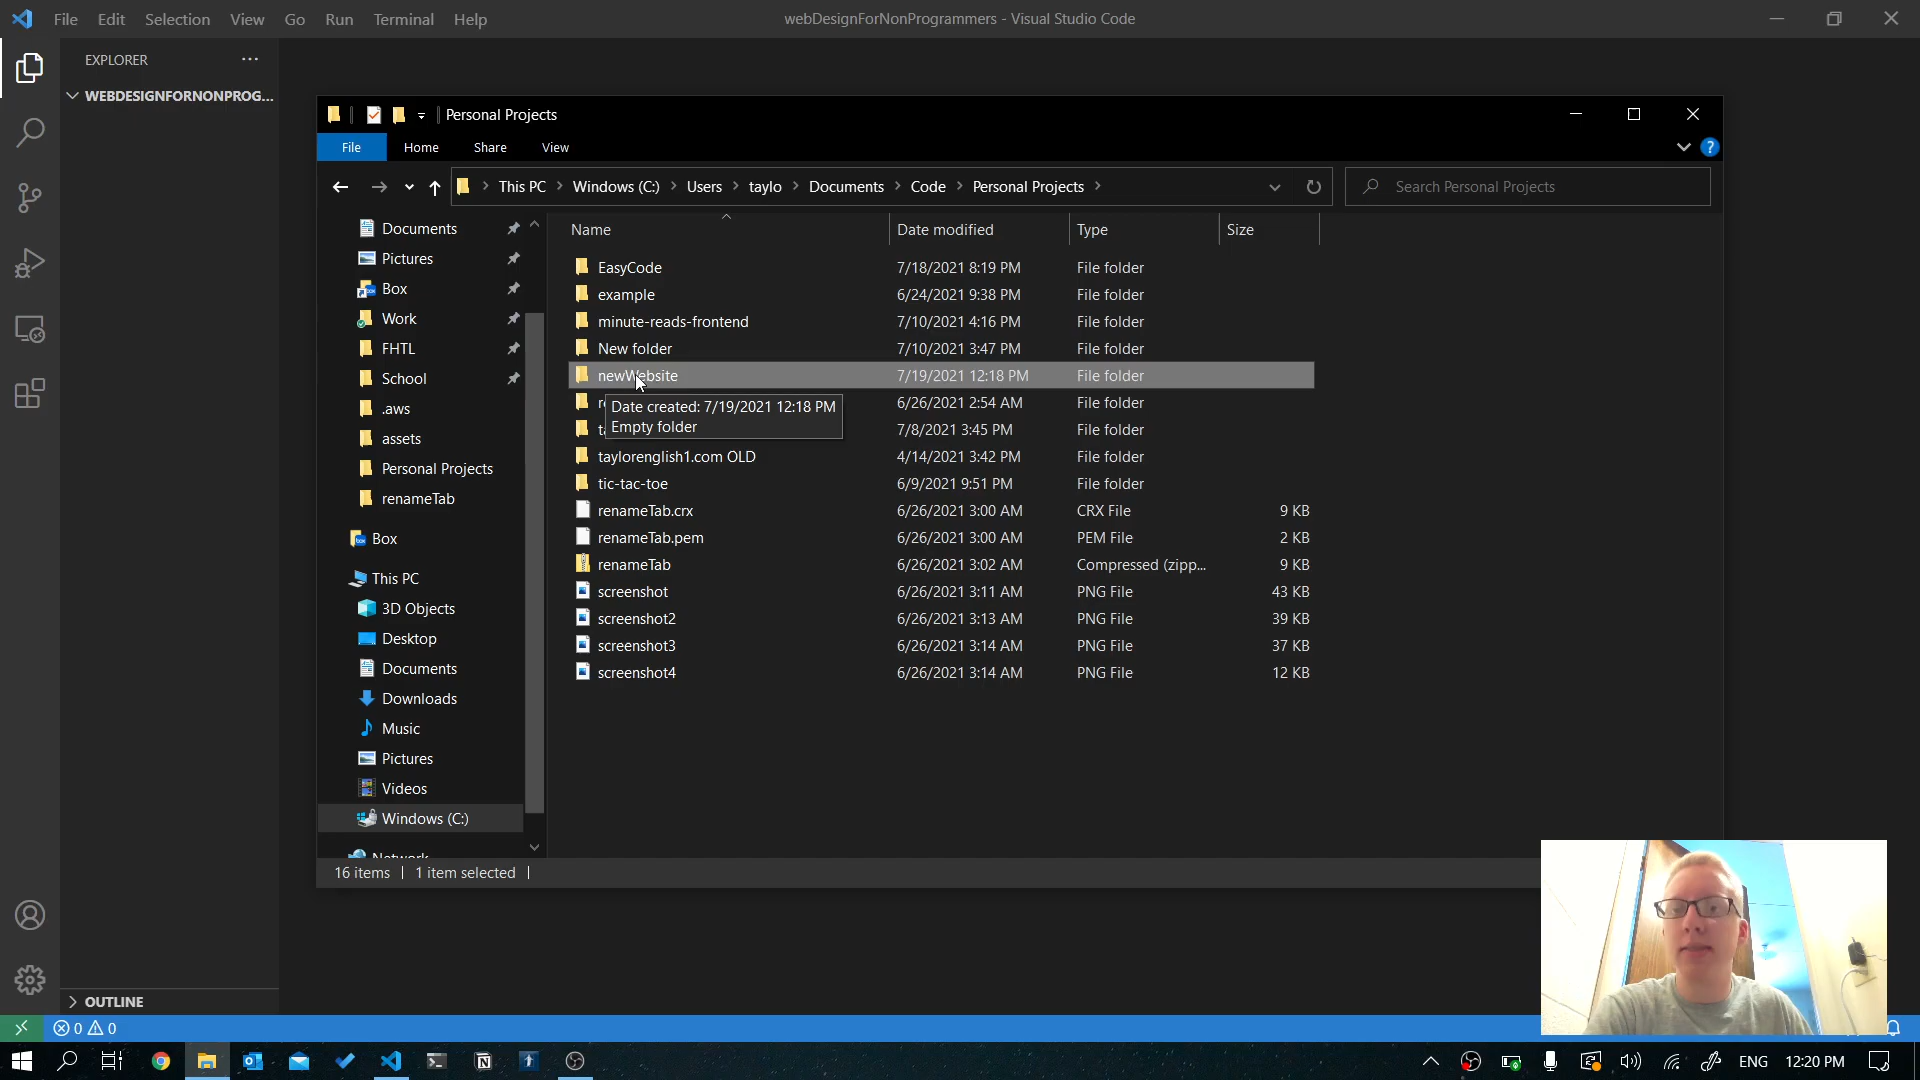 File Edit Selection View Go Run Terminal Help
webDesignForNonProgrammers - Visual Studio Code
EXPLORER
WEBDESIGNFORNONPROG...
Personal Projects
File Home Share View
This PC Windows (C:) Users taylo Documents Code Personal Projects
Search Personal Projects
Documents
Pictures
Box
Work
FHTL
School
.aws
assets
Personal Projects
renameTab
Box
This PC
3D Objects
Desktop
Documents
Downloads
Music
Pictures
Videos
Windows (C:)
Network
Name Date modified Type Size
EasyCode 7/18/2021 8:19 PM File folder
example 6/24/2021 9:38 PM File folder
minute-reads-frontend 7/10/2021 4:16 PM File folder
New folder 7/10/2021 3:47 PM File folder
newWebsite 7/19/2021 12:18 PM File folder
6/26/2021 2:54 AM File folder
7/8/2021 3:45 PM File folder
Date created: 7/19/2021 12:18 PM
Empty folder
taylorenglish1.com OLD 4/14/2021 3:42 PM File folder
tic-tac-toe 6/9/2021 9:51 PM File folder
renameTab.crx 6/26/2021 3:00 AM CRX File 9 KB
renameTab.pem 6/26/2021 3:00 AM PEM File 2 KB
renameTab 6/26/2021 3:02 AM Compressed (zipp... 9 KB
screenshot 6/26/2021 3:11 AM PNG File 43 KB
screenshot2 6/26/2021 3:13 AM PNG File 39 KB
screenshot3 6/26/2021 3:14 AM PNG File 37 KB
screenshot4 6/26/2021 3:14 AM PNG File 12 KB
16 items 1 item selected
OUTLINE
0 0
ENG 12:20 PM